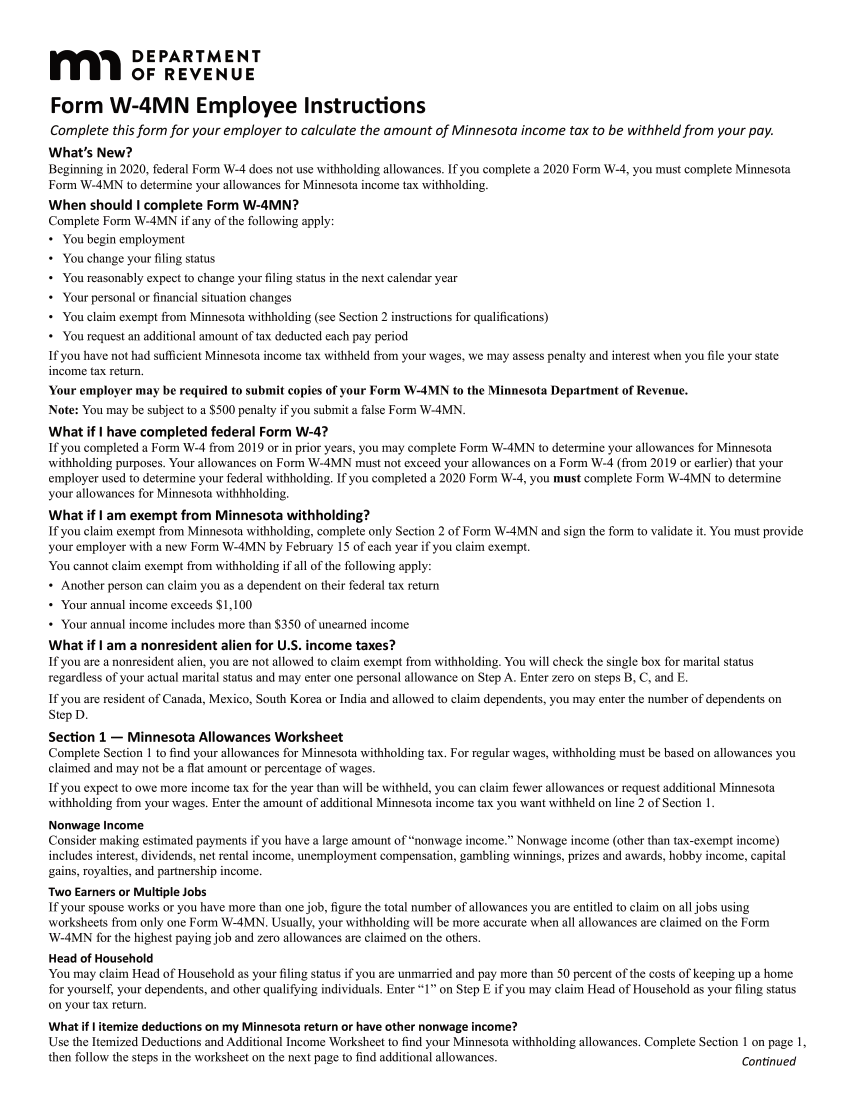 mn DEPARTMENT
OF REVENUE
Form W-4MN Employee Instructions
Complete this form for your employer to calculate the amount of Minnesota income tax to be withheld from your pay.
What's New?
Beginning in 2020, federal Form W-4 does not use withholding allowances. If you complete a 2020 Form W-4, you must complete Minnesota
Form W-4MN to determine your allowances for Minnesota income tax withholding.
When should I complete Form W-4MN?
Complete Form W-4MN if any of the following apply:
• You begin employment
• You change your filing status
• You reasonably expect to change your filing status in the next calendar year
• Your personal or financial situation changes
• You claim exempt from Minnesota withholding (see Section 2 instructions for qualifications)
• You request an additional amount of tax deducted each pay period
If you have not had sufficient Minnesota income tax withheld from your wages, we may assess penalty and interest when you file your state
income tax return.
Your employer may be required to submit copies of your Form W-4MN to the Minnesota Department of Revenue.
Note: You may be subject to a $500 penalty if you submit a false Form W-4MN.
What if I have completed federal Form W-4?
If you completed a Form W-4 from 2019 or in prior years, you may complete Form W-4MN to determine your allowances for Minnesota
withholding purposes. Your allowances on Form W-4MN must not exceed your allowances on a Form W-4 (from 2019 or earlier) that your
employer used to determine your federal withholding. If you completed a 2020 Form W-4, you must complete Form W-4MN to determine
your allowances for Minnesota withhholding.
What if I am exempt from Minnesota withholding?
If you claim exempt from Minnesota withholding, complete only Section 2 of Form W-4MN and sign the form to validate it. You must provide
your employer with a new Form W-4MN by February 15 of each year if you claim exempt.
You cannot claim exempt from withholding if all of the following apply:
• Another person can claim you as a dependent on their federal tax return
• Your annual income exceeds $1,100
• Your annual income includes more than $350 of unearned income
What if I am a nonresident alien for U.S. income taxes?
If you are a nonresident alien, you are not allowed to claim exempt from withholding. You will check the single box for marital status
regardless of your actual marital status and may enter one personal allowance on Step A. Enter zero on steps B, C, and E.
If you are resident of Canada, Mexico, South Korea or India and allowed to claim dependents, you may enter the number of dependents on
Step D.
Section 1 — Minnesota Allowances Worksheet
Complete Section 1 to find your allowances for Minnesota withholding tax. For regular wages, withholding must be based on allowances you
claimed and may not be a flat amount or percentage of wages.
If you expect to owe more income tax for the year than will be withheld, you can claim fewer allowances or request additional Minnesota
withholding from your wages. Enter the amount of additional Minnesota income tax you want withheld on line 2 of Section 1.
Nonwage Income
Consider making estimated payments if you have a large amount of “nonwage income.” Nonwage income (other than tax-exempt income)
includes interest, dividends, net rental income, unemployment compensation, gambling winnings, prizes and awards, hobby income, capital
gains, royalties, and partnership income.
Two Earners or Multiple Jobs
If your spouse works or you have more than one job, figure the total number of allowances you are entitled to claim on all jobs using
worksheets from only one Form W-4MN. Usually, your withholding will be more accurate when all allowances are claimed on the Form
W-4MN for the highest paying job and zero allowances are claimed on the others.
Head of Household
You may claim Head of Household as your filing status if you are unmarried and pay more than 50 percent of the costs of keeping up a home
for yourself, your dependents, and other qualifying individuals. Enter “1” on Step E if you may claim Head of Household as your filing status
on your tax return.
What if I itemize deductions on my Minnesota return or have other nonwage income?
Use the Itemized Deductions and Additional Income Worksheet to find your Minnesota withholding allowances. Complete Section 1 on page 1,
then follow the steps in the worksheet on the next page to find additional allowances.
Continued